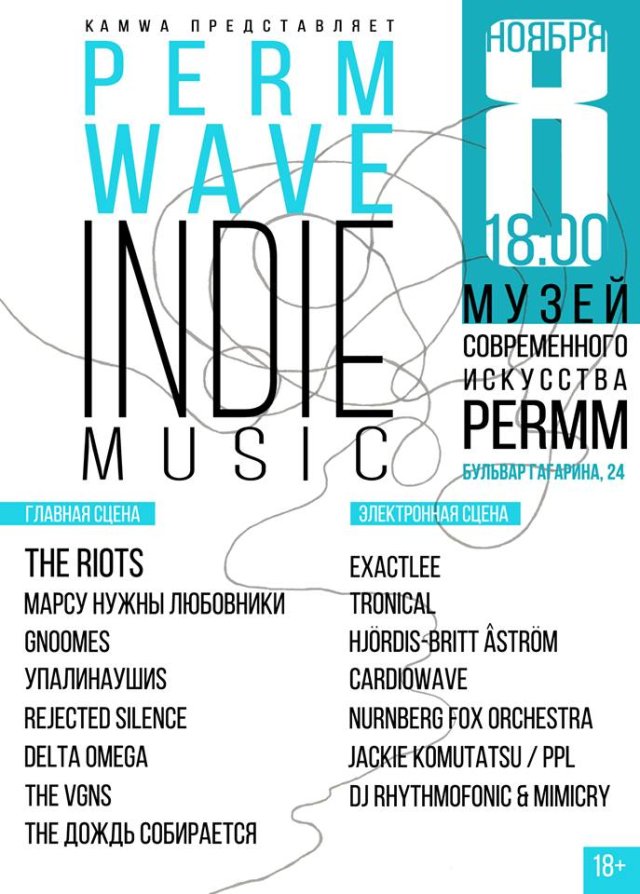 KAMWA ПРЕДСТАВЛЯЕТ
PERM
WAVE
INDIE
MUSIC
8
НОЯБРЯ
18:00
МУЗЕЙ
СОВРЕМЕННОГО
ИСКУССТВА
PERMM
БУЛЬВАР ГАГАРИНА, 24
ГЛАВНАЯ СЦЕНА
THE RIOTS
МАРСУ НУЖНЫ ЛЮБОВНИКИ
GNOOMES
УПАЛИНАУШИS
REJECTED SILENCE
DELTA OMEGA
THE VGNS
THE ДОЖДЬ СОБИРАЕТСЯ
ЭЛЕКТРОННАЯ СЦЕНА
EXACTLEE
TRONICAL
HJÖRDIS-BRITT ÂSTRÖM
CARDIOWAVE
NURNBERG FOX ORCHESTRA
JACKIE KOMUTATSU / PPL
DJ RHYTHMOFONIC & MIMICRY
18+